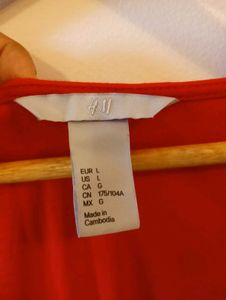 H&M
EUR L
US L
CA G
CN 175/104A
MX G
Made in
Cambodia